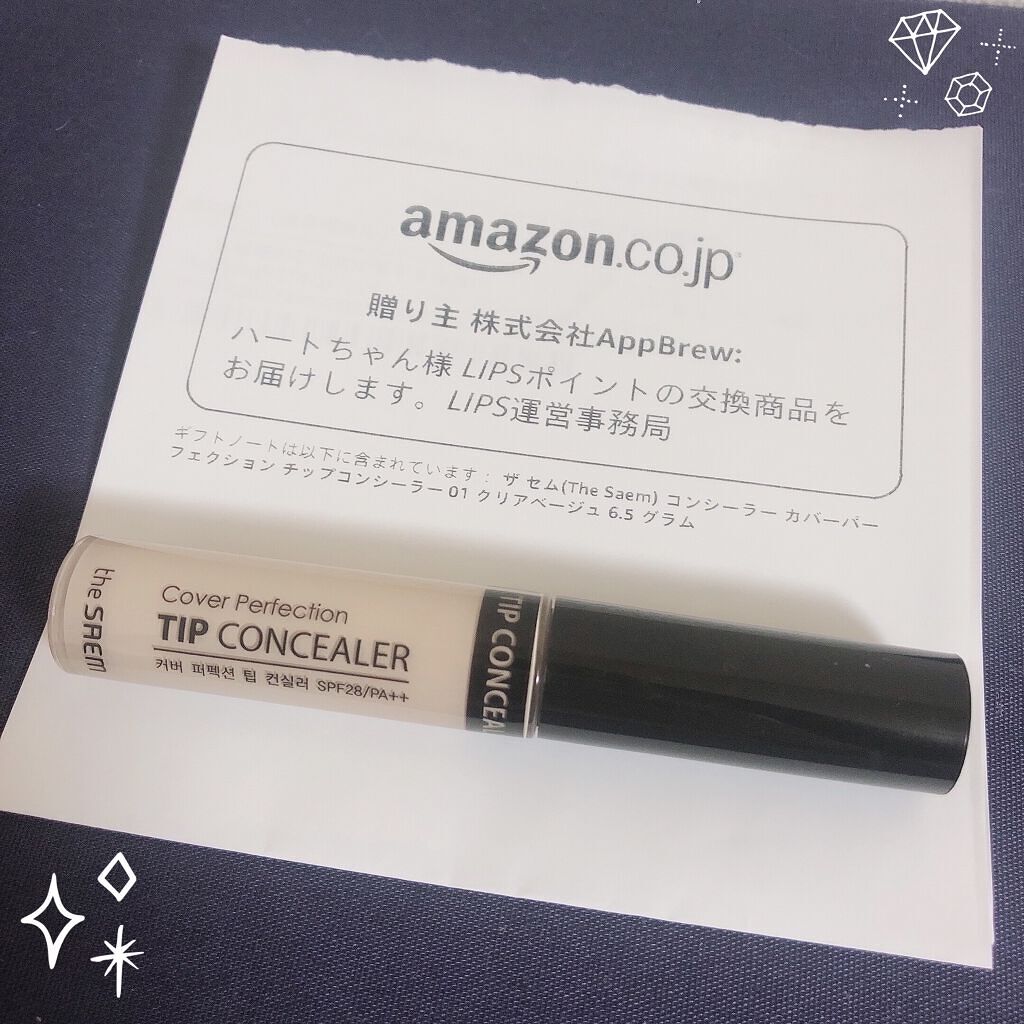 amazon.co.jp
贈り主 株式会社AppBrew:
ハートちゃん様 LIPSポイントの交換商品を
お届けします。LIPS運営事務局
ギフトノートは以下に含まれています： ザ セム(The Saem) コンシーラー カバーパー
フェクション チップコンシーラー 01 クリアベージュ 6.5 グラム
the SAEM
Cover Perfection
TIP CONCEALER
커버 퍼펙션 팁 컨실러 SPF28/PA++
TIP CONCEA